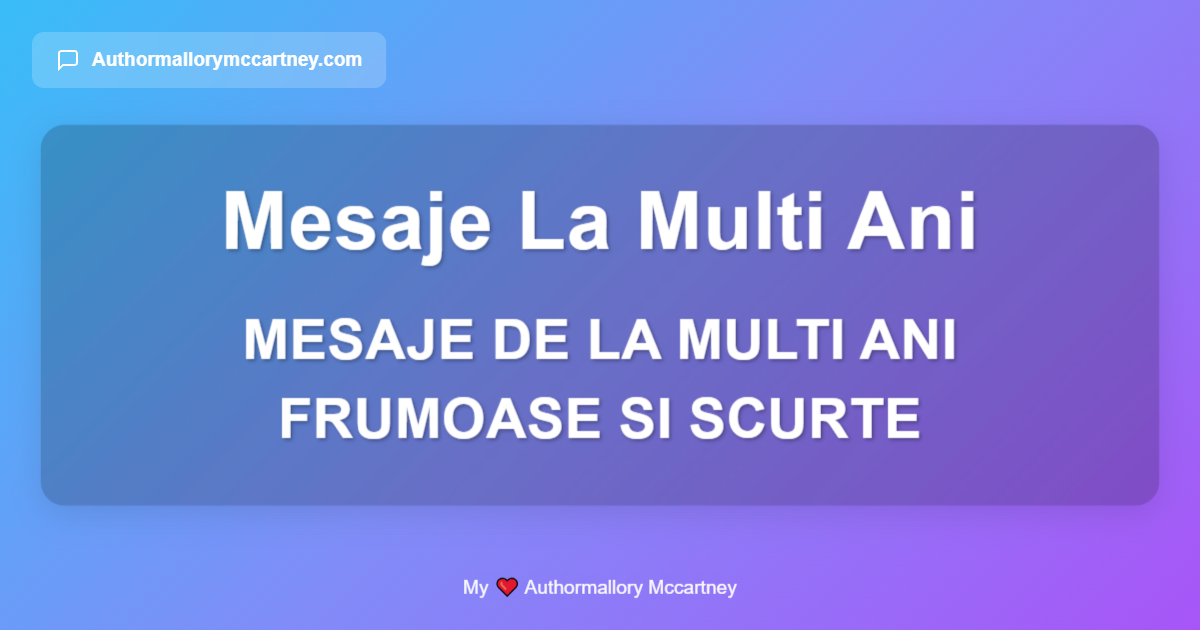 Authormallorymccartney.com
Mesaje La Multi Ani
MESAJE DE LA MULTI ANI
FRUMOASE SI SCURTE
My ❤️ Authormallory Mccartney